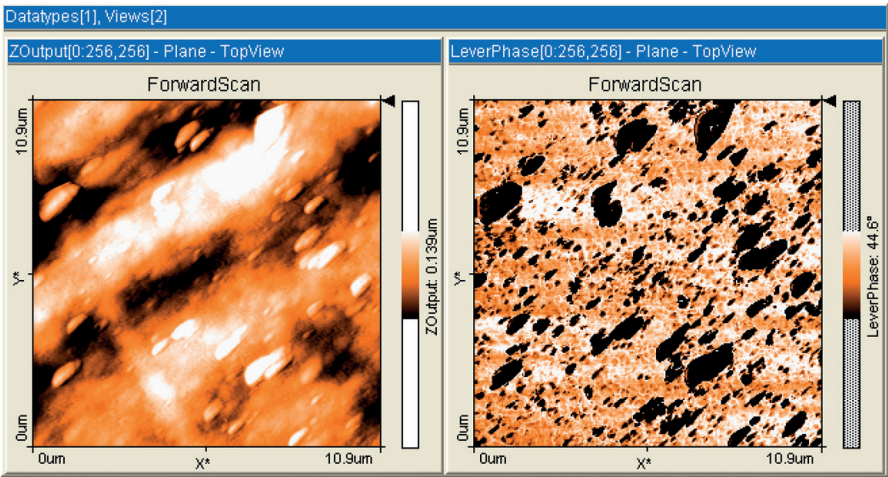 Datatypes[1], Views[2]
ZOutput[0:256,256] - Plane - TopView
ForwardScan
10.9um
Y*
0um
0um
X*
10.9um
ZOutput: 0.139um
LeverPhase[0:256,256] - Plane - TopView
ForwardScan
10.9um
Y*
0um
0um
X*
10.9um
LeverPhase: 44.6°